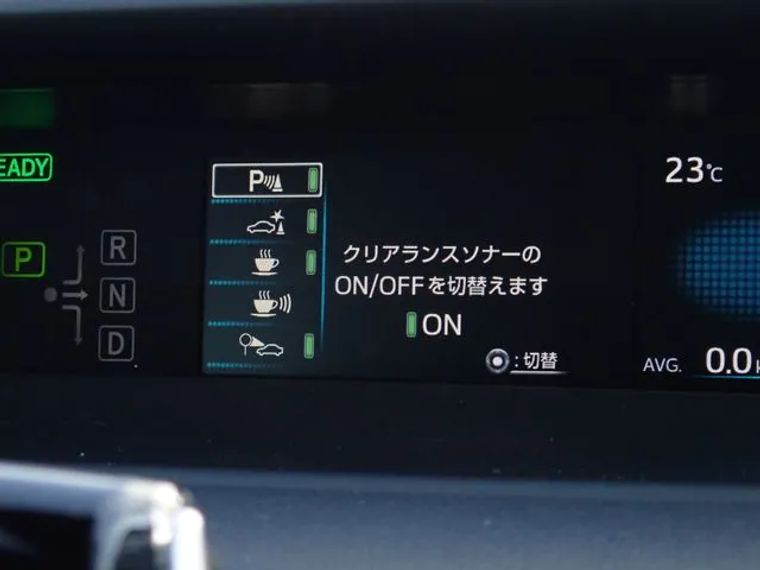 READY
P
R
N
D
P
クリアランスソナーの
ON/OFFを切替えます
ON
:切替
23℃
AVG. 0.0